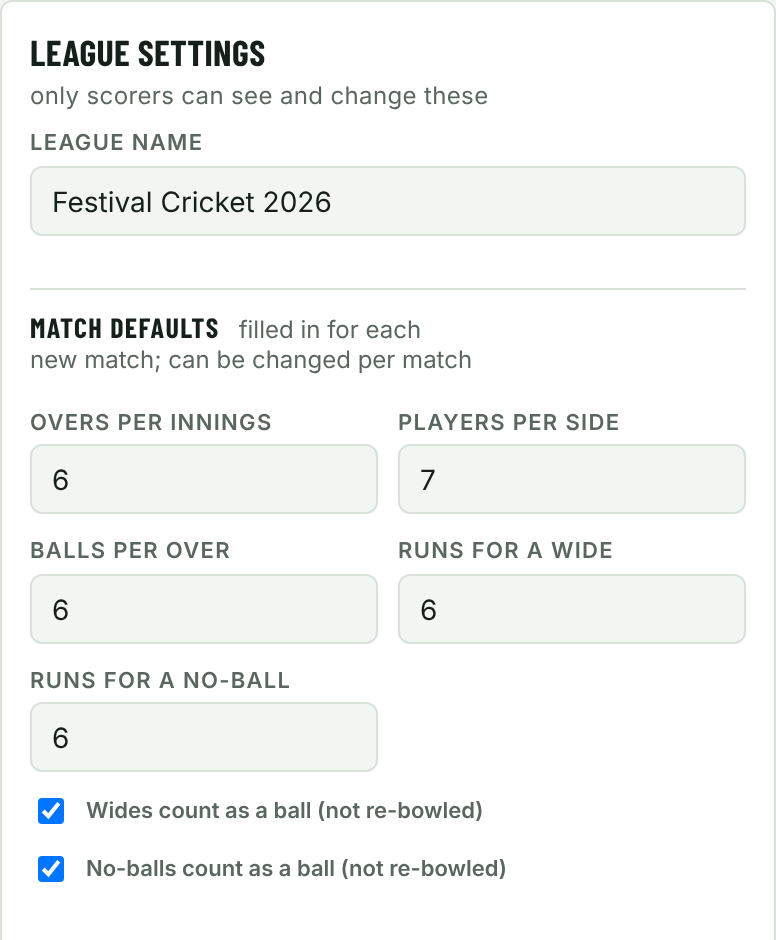 LEAGUE SETTINGS
only scorers can see and change these
LEAGUE NAME
Festival Cricket 2026
MATCH DEFAULTS filled in for each
new match; can be changed per match
OVERS PER INNINGS
6
PLAYERS PER SIDE
7
BALLS PER OVER
6
RUNS FOR A WIDE
6
RUNS FOR A NO-BALL
6
Wides count as a ball (not re-bowled)
No-balls count as a ball (not re-bowled)